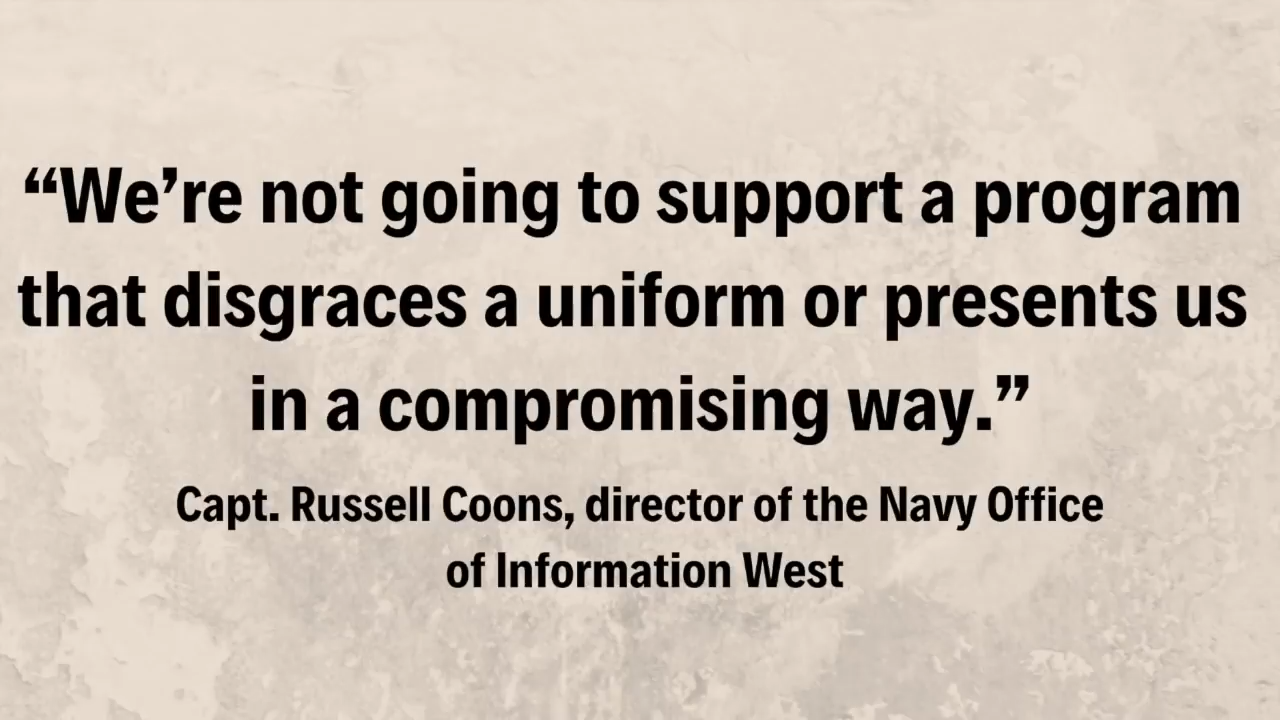 “We’re not going to support a program
that disgraces a uniform or presents us
in a compromising way.”
Capt. Russell Coons, director of the Navy Office
of Information West